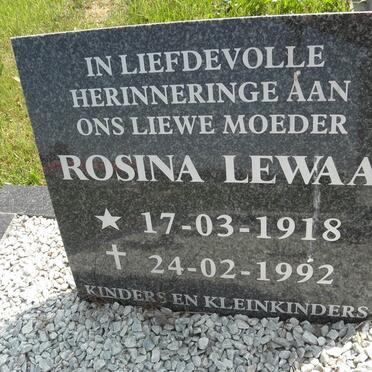 IN LIEFDEVOLLE
HERINNERINGE AAN
ONS LIEWE MOEDER
ROSINA LEWAA
★ 17-03-1918
✝ 24-02-1992
KINDERS EN KLEINKINDERS